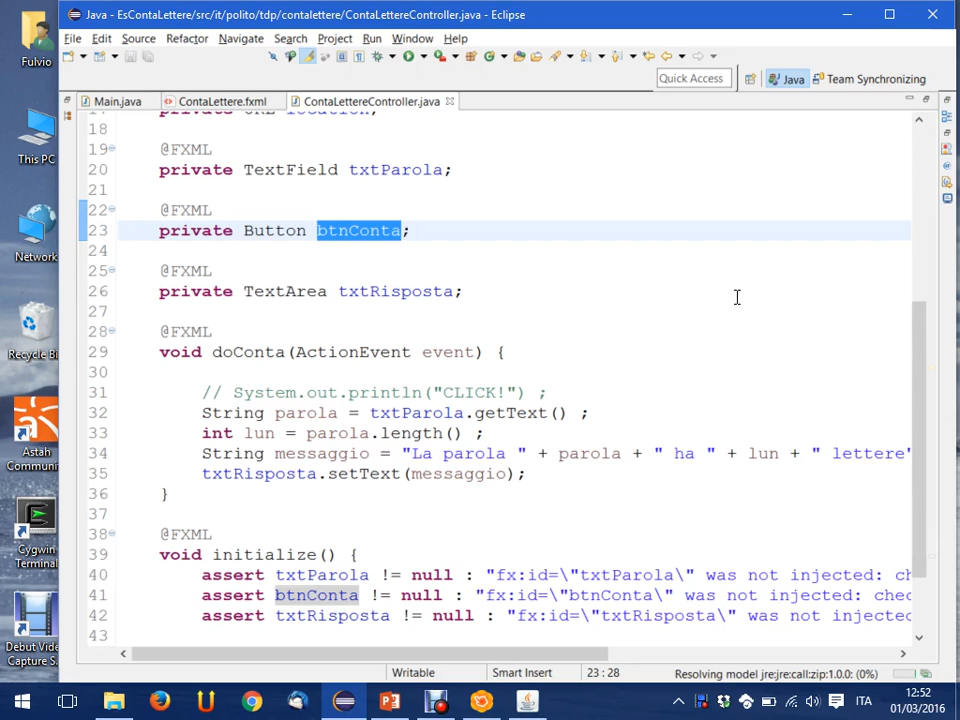 Java - EsContaLettere/src/it/polito/tdp/contalettere/ContaLettereController.java - Eclipse
File Edit Source Refactor Navigate Search Project Run Window Help
Quick Access Java Team Synchronizing
Main.java ContaLettere.fxml ContaLettereController.java
18
19 @FXML
20 private TextField txtParola;
21
22 @FXML
23 private Button btnConta;
24
25 @FXML
26 private TextArea txtRisposta;
27
28 @FXML
29 void doConta(ActionEvent event) {
30
31 // System.out.println("CLICK!") ;
32 String parola = txtParola.getText() ;
33 int lun = parola.length() ;
34 String messaggio = "La parola " + parola + " ha " + lun + " lettere"
35 txtRisposta.setText(messaggio);
36 }
37
38 @FXML
39 void initialize() {
40 assert txtParola != null : "fx:id=\"txtParola\" was not injected: che
41 assert btnConta != null : "fx:id=\"btnConta\" was not injected: chec
42 assert txtRisposta != null : "fx:id=\"txtRisposta\" was not injected
43
Writable Smart Insert 23 : 28 Resolving model jre:jre:call:zip:1.0.0: (0%)
Fulvio
This PC
Network
Recycle Bi
Astah
Commun
Cygwin
Terminal
Debut Vide
Capture S
ITA
12:52
01/03/2016